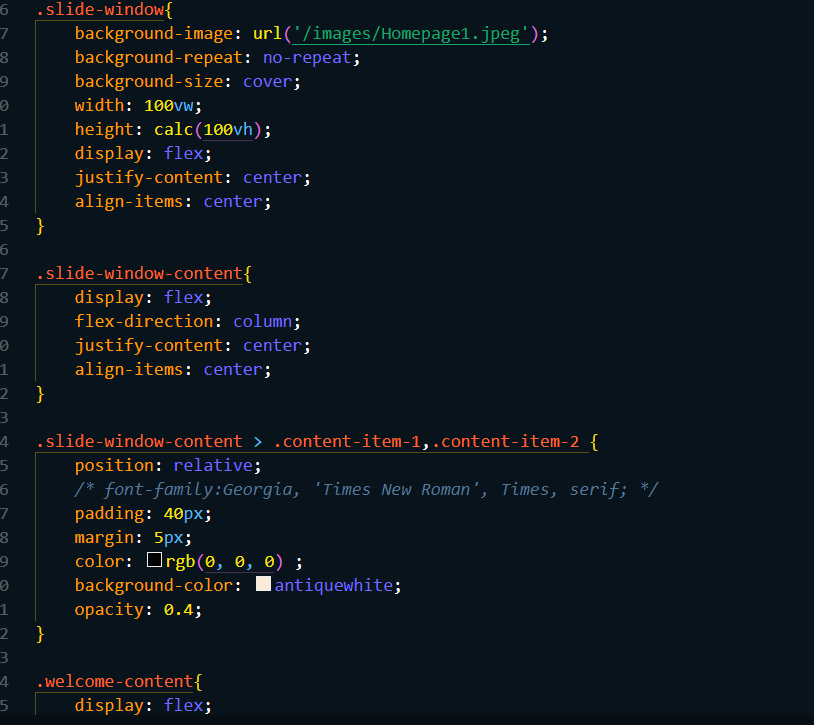 6 .slide-window{
7 background-image: url('/images/Homepage1.jpeg');
8 background-repeat: no-repeat;
9 background-size: cover;
0 width: 100vw;
1 height: calc(100vh);
2 display: flex;
3 justify-content: center;
4 align-items: center;
5 }
6
7 .slide-window-content{
8 display: flex;
9 flex-direction: column;
0 justify-content: center;
1 align-items: center;
2 }
3
4 .slide-window-content > .content-item-1,.content-item-2 {
5 position: relative;
6 /* font-family:Georgia, 'Times New Roman', Times, serif; */
7 padding: 40px;
8 margin: 5px;
9 color: rgb(0, 0, 0) ;
0 background-color: antiquewhite;
1 opacity: 0.4;
2 }
3
4 .welcome-content{
5 display: flex;